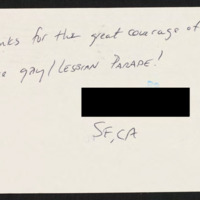 nks for the great courage of
gay/LESBIAN PARADE!
SF, CA